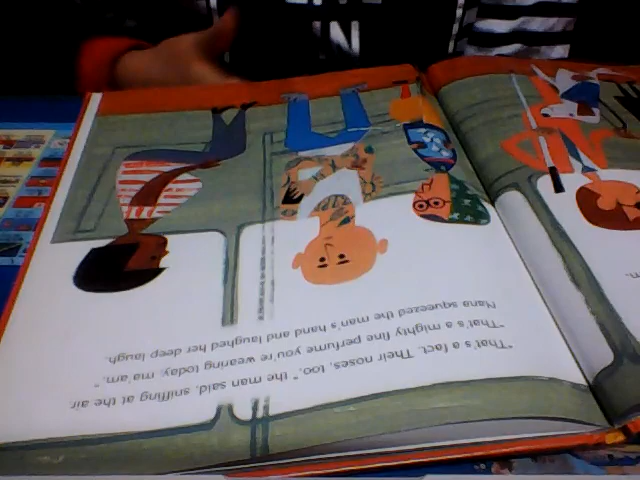 "That's a fact. Their noses, too," the man said, sniffing at the air.
"That's a mighty fine perfume you're wearing today, ma'am."
Nana squeezed the man's hand and laughed her deep laugh.
IN